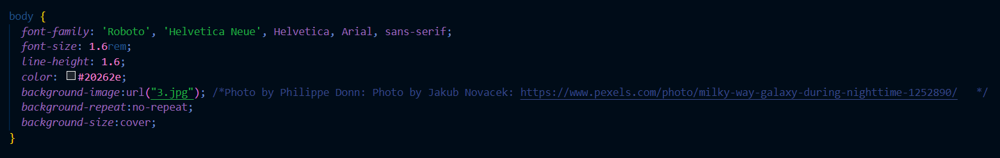 body {
font-family: 'Roboto', 'Helvetica Neue', Helvetica, Arial, sans-serif;
font-size: 1.6rem;
line-height: 1.6;
color: #20262e;
background-image:url("3.jpg"); /*Photo by Philippe Donn: Photo by Jakub Novacek: https://www.pexels.com/photo/milky-way-galaxy-during-nighttime-1252890/   */
background-repeat:no-repeat;
background-size:cover;
}